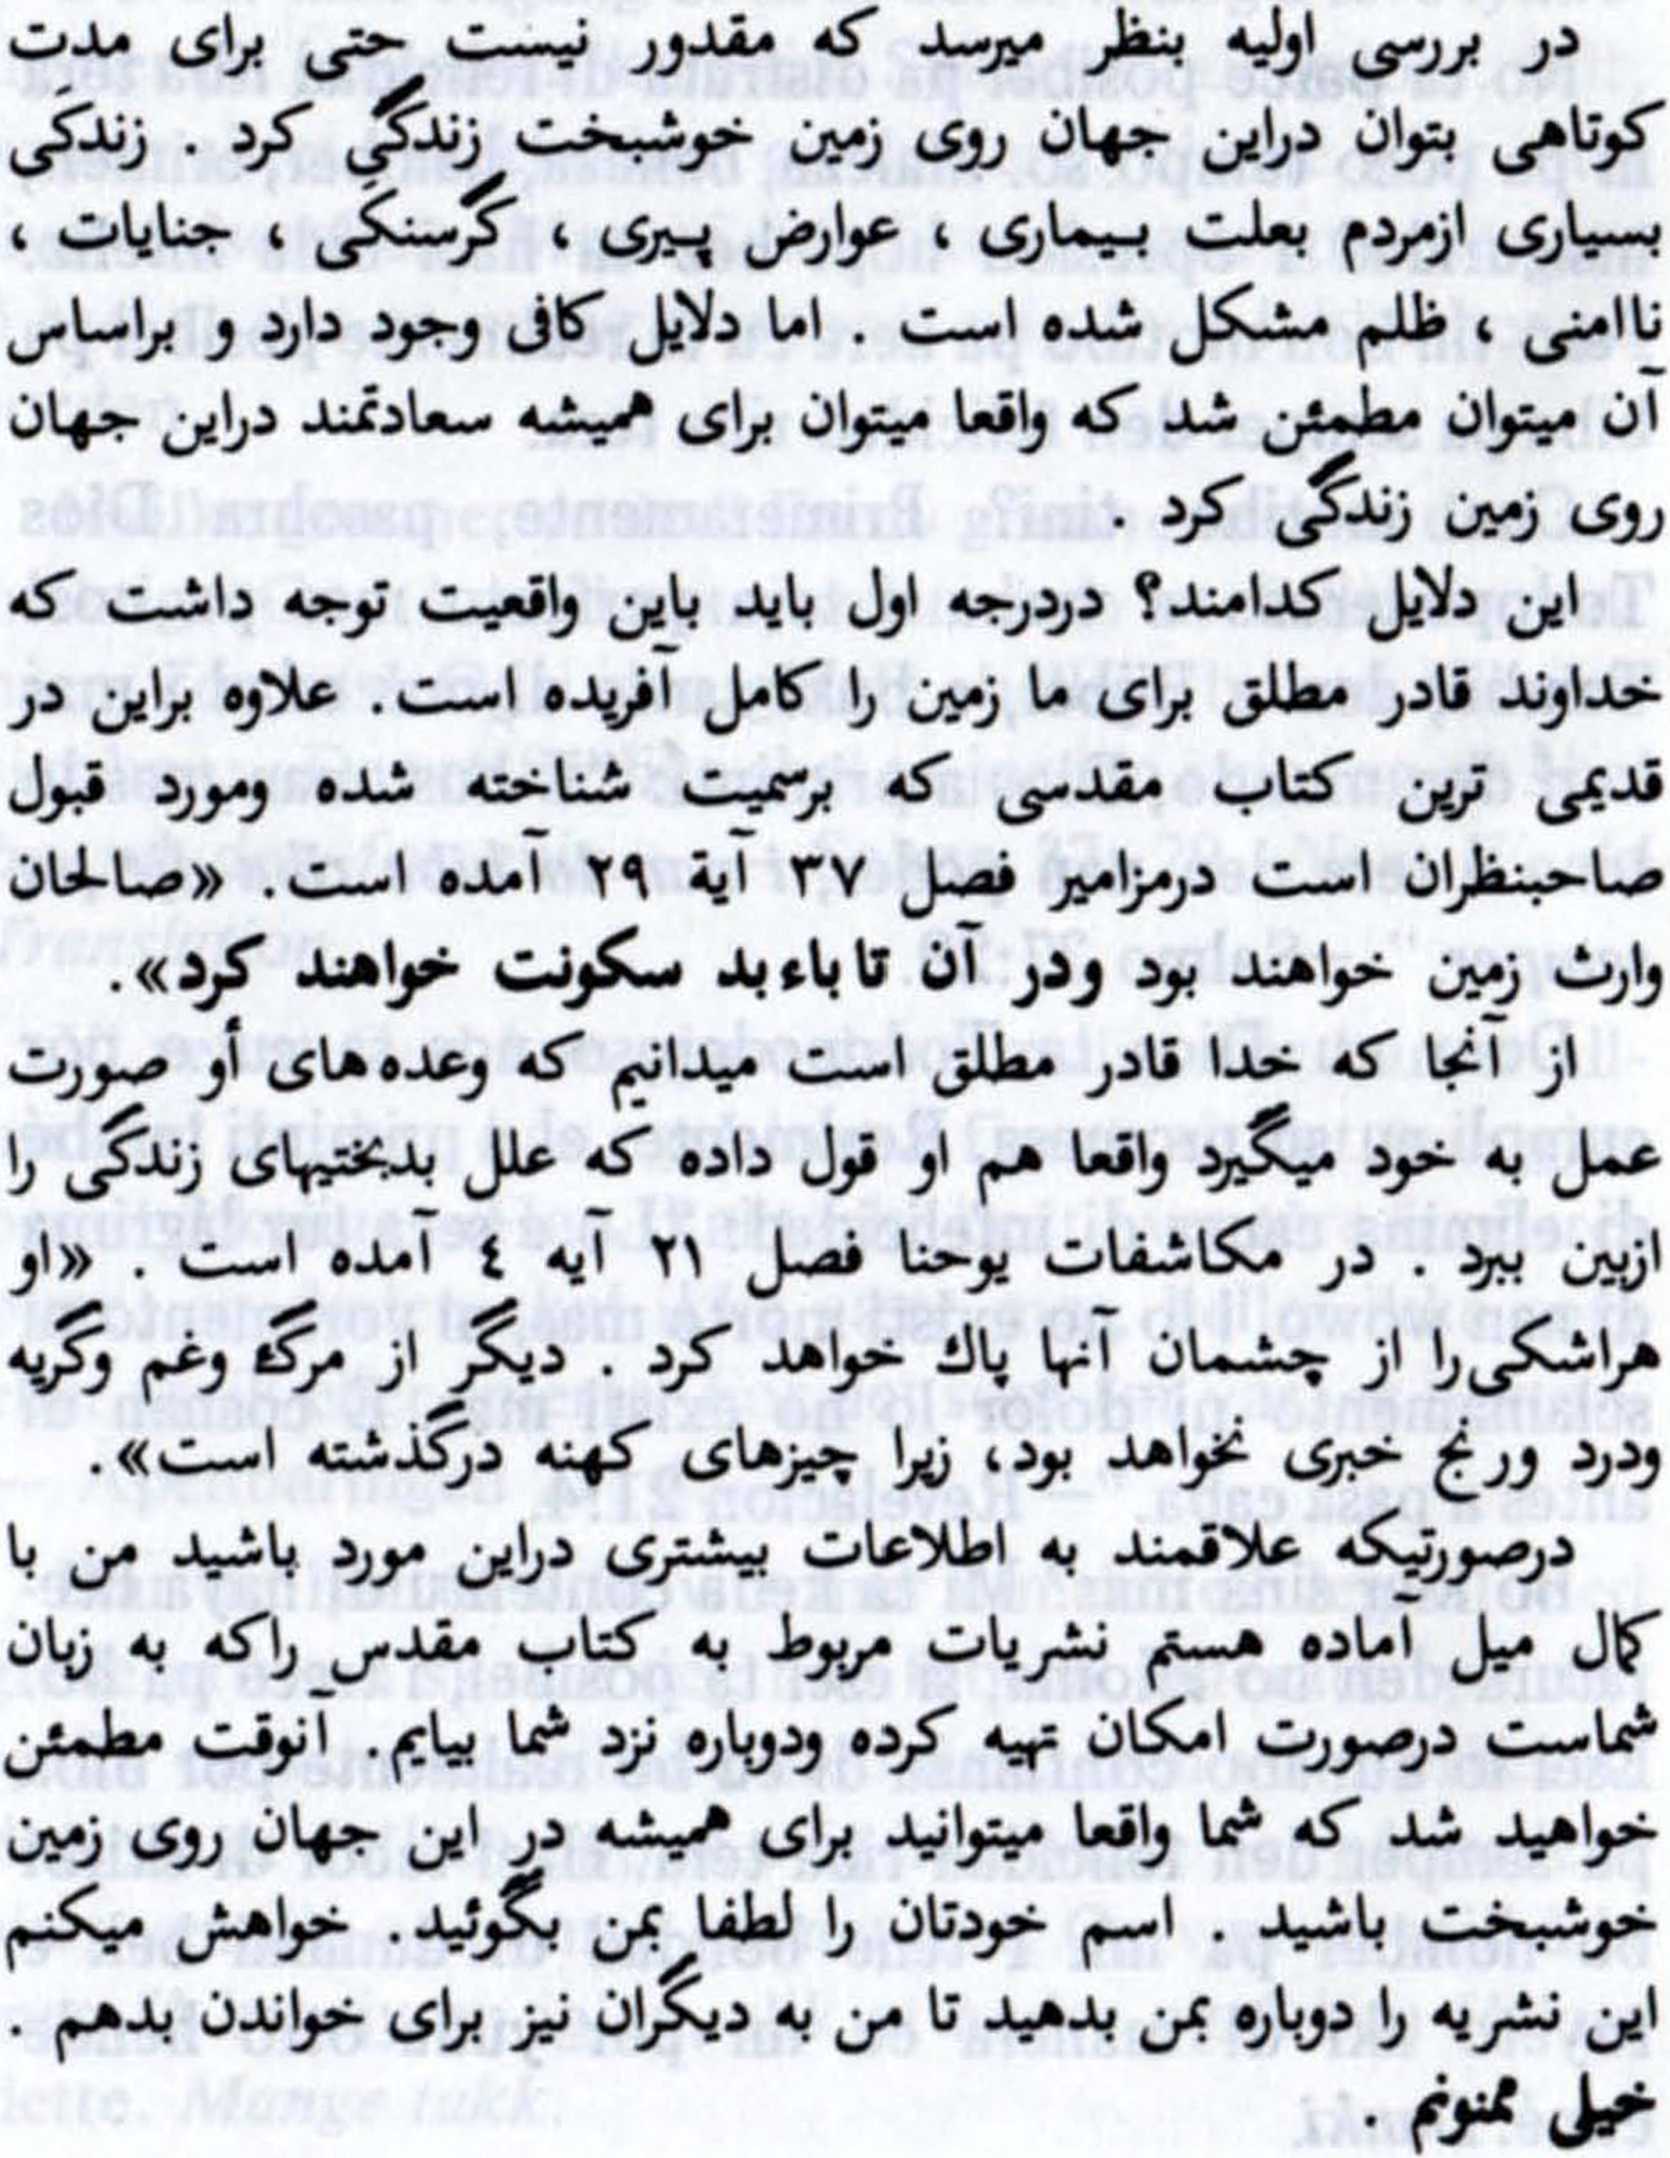 در بررسی اولیه بنظر میرسد که مقدور نیست حتی برای مدت
کوتاهی بتوان دراین جهان روی زمین خوشبخت زندگی کرد . زندگی
بسیاری ازمردم بعلت بیماری ، عوارض پیری ، گرسنگی ، جنایات ،
ناامنی ، ظلم مشکل شده است . اما دلایل کافی وجود دارد و براساس
آن میتوان مطمئن شد که واقعا میتوان برای همیشه سعادتمند دراین جهان
روی زمین زندگی کرد .
این دلایل کدامند؟ دردرجه اول باید باین واقعیت توجه داشت که
خداوند قادر مطلق برای ما زمین را کامل آفریده است. علاوه براین در
قدیمی ترین کتاب مقدسی که برسمیت شناخته شده ومورد قبول
صاحبنظران است درمزامیر فصل ۳۷ آیة ۲۹ آمده است. «صالحان
وارث زمین خواهند بود ودر آن تا باءبد سکونت خواهند کرد».
از آنجا که خدا قادر مطلق است میدانیم که وعده های أو صورت
عمل به خود میگیرد واقعا هم او قول داده که علل بدبختیهای زندگی را
ازبین ببرد . در مکاشفات یوحنا فصل ۲۱ آیه ٤ آمده است . «او
هراشکی را از چشمان آنها پاك خواهد کرد . دیگر از مرگ وغم وگریه
ودرد ورنج خبری نخواهد بود، زیرا چیزهای کهنه درگذشته است».
درصورتیکه علاقمند به اطلاعات بیشتری دراین مورد باشید من با
کمال میل آماده هستم نشریات مربوط به کتاب مقدس راکه به زبان
شماست درصورت امکان تهیه کرده ودوباره نزد شما بیایم. آنوقت مطمئن
خواهید شد که شما واقعا میتوانید برای همیشه در این جهان روی زمین
خوشبخت باشید . اسم خودتان را لطفا بمن بگوئید. خواهش میکنم
این نشریه را دوباره بمن بدهید تا من به دیگران نیز برای خواندن بدهم .
خیلی ممنونم .